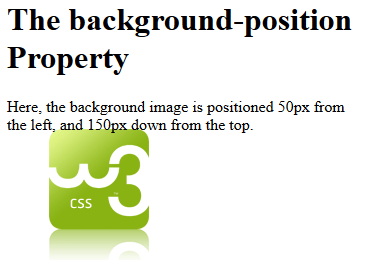 The background-position
Property
Here, the background image is positioned 50px from
the left, and 150px down from the top.
w3
CSS